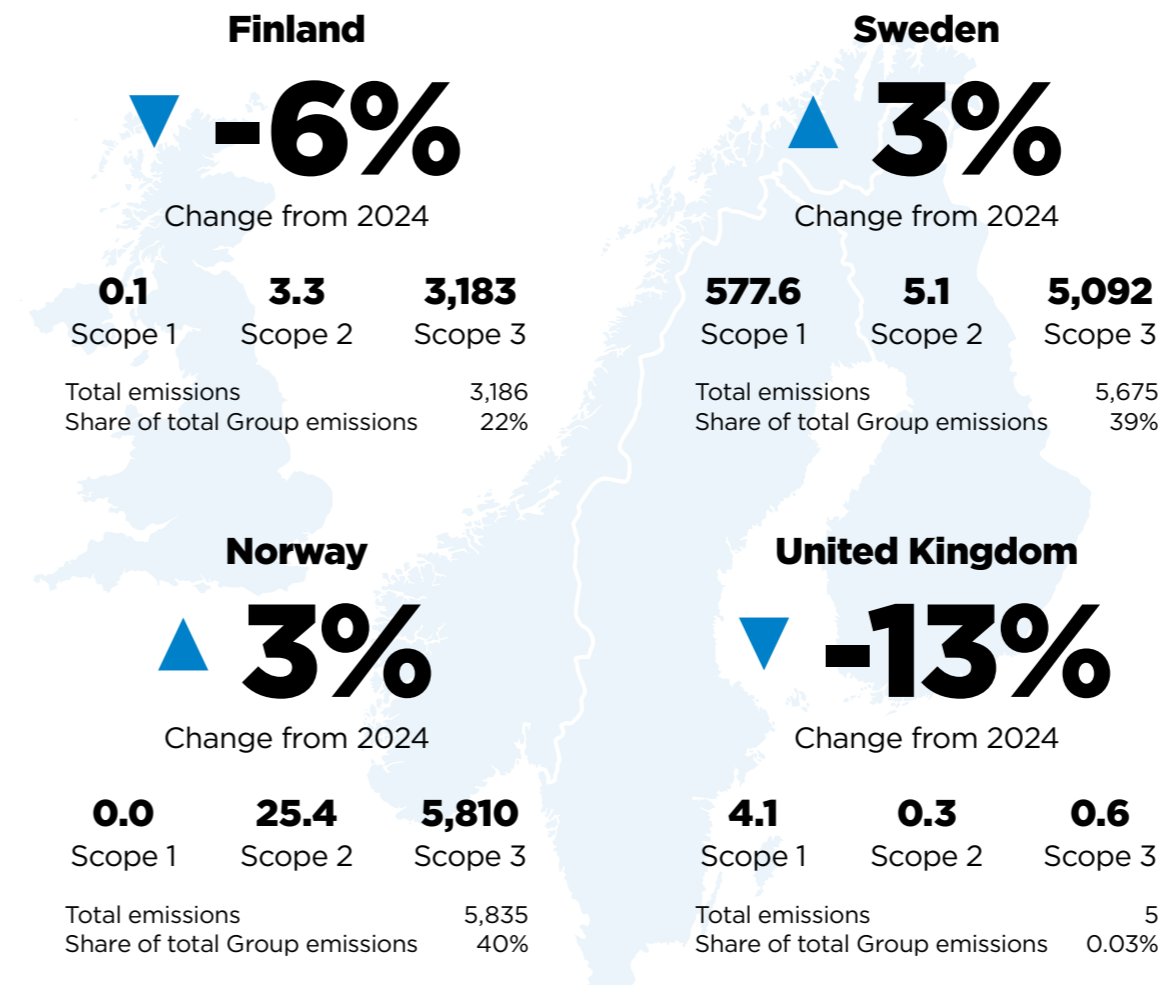 Finland
-6%
Change from 2024
0.1 3.3 3,183
Scope 1 Scope 2 Scope 3
Total emissions 3,186
Share of total Group emissions 22%
Sweden
3%
Change from 2024
577.6 5.1 5,092
Scope 1 Scope 2 Scope 3
Total emissions 5,675
Share of total Group emissions 39%
Norway
3%
Change from 2024
0.0 25.4 5,810
Scope 1 Scope 2 Scope 3
Total emissions 5,835
Share of total Group emissions 40%
United Kingdom
-13%
Change from 2024
4.1 0.3 0.6
Scope 1 Scope 2 Scope 3
Total emissions 5
Share of total Group emissions 0.03%